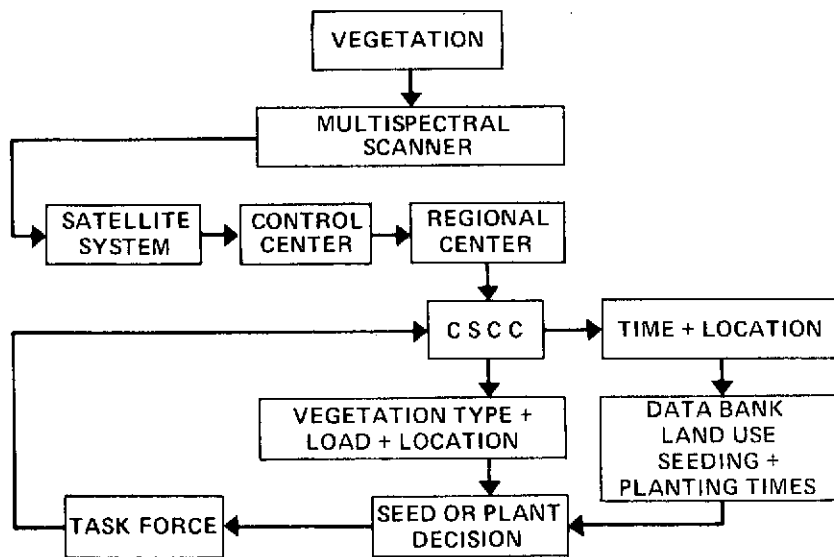 VEGETATION
MULTISPECTRAL
SCANNER
SATELLITE
SYSTEM
CONTROL
CENTER
REGIONAL
CENTER
CSCC
TIME + LOCATION
VEGETATION TYPE +
LOAD + LOCATION
DATA BANK
LAND USE
SEEDING +
PLANTING TIMES
TASK FORCE
SEED OR PLANT
DECISION